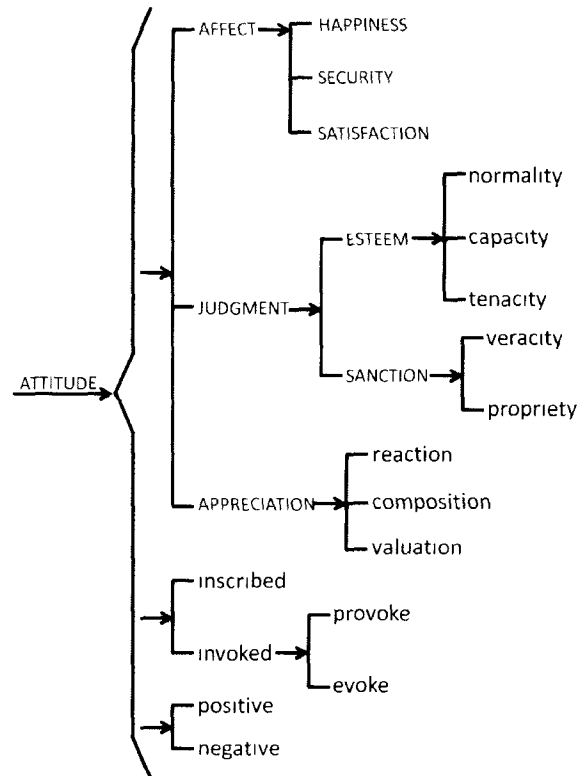 AFFECT
HAPPINESS
SECURITY
SATISFACTION
normality
ESTEEM
capacity
tenacity
JUDGMENT
veracity
SANCTION
propriety
ATTITUDE
reaction
APPRECIATION
composition
valuation
inscribed
provoke
invoked
evoke
positive
negative